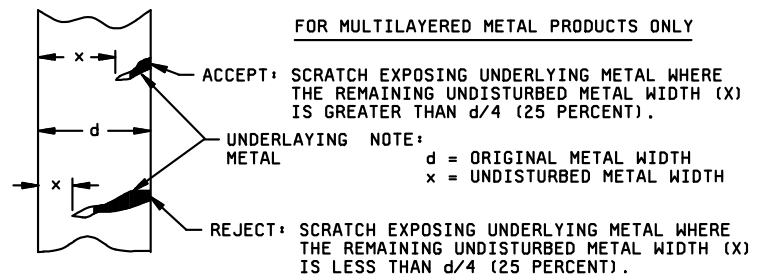 FOR MULTILAYERED METAL PRODUCTS ONLY
x
ACCEPT: SCRATCH EXPOSING UNDERLYING METAL WHERE
THE REMAINING UNDISTURBED METAL WIDTH (X)
IS GREATER THAN d/4 (25 PERCENT).
d
UNDERLAYING
METAL
NOTE:
d = ORIGINAL METAL WIDTH
x = UNDISTURBED METAL WIDTH
x
REJECT: SCRATCH EXPOSING UNDERLYING METAL WHERE
THE REMAINING UNDISTURBED METAL WIDTH (X)
IS LESS THAN d/4 (25 PERCENT).